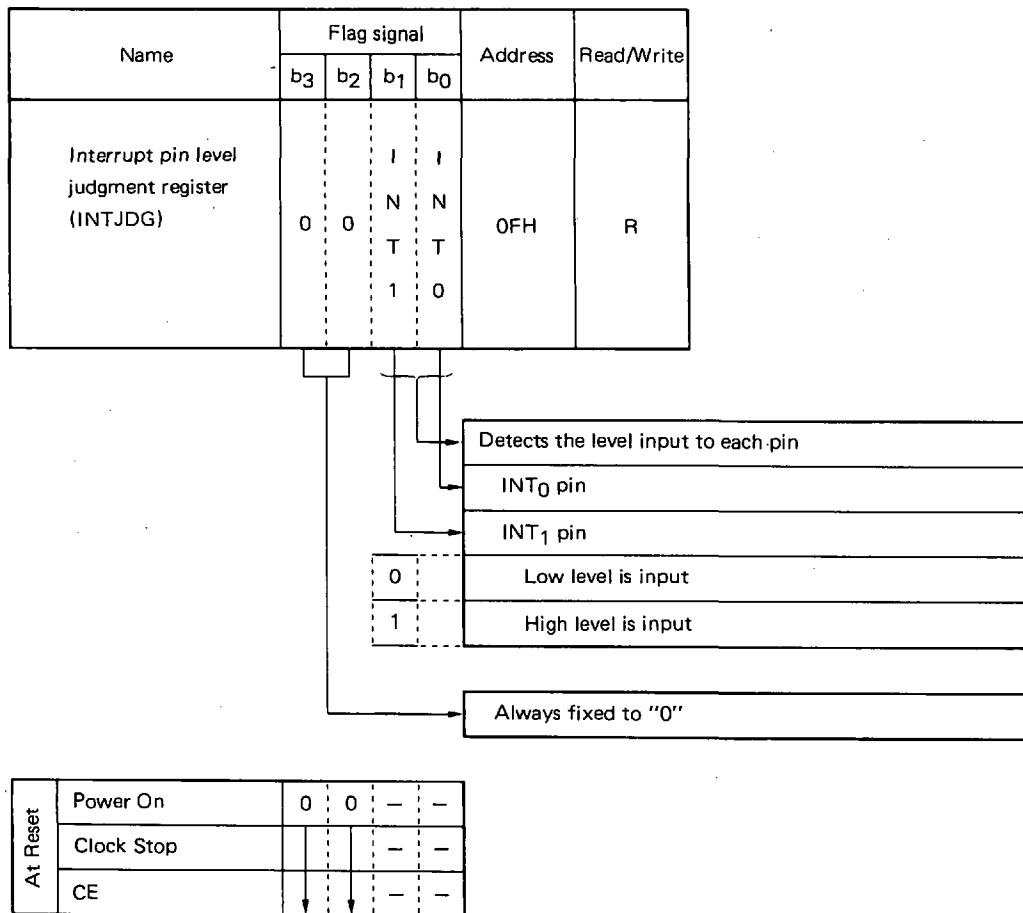 Name Flag signal Address Read/Write
b3 b2 b1 b0
Interrupt pin level
judgment register
(INTJDG)
0 0 INT1 INT0 0FH R
Detects the level input to each pin
INT0 pin
INT1 pin
0 Low level is input
1 High level is input
Always fixed to "0"
At Reset
Power On 0 0 – –
Clock Stop – –
CE – –